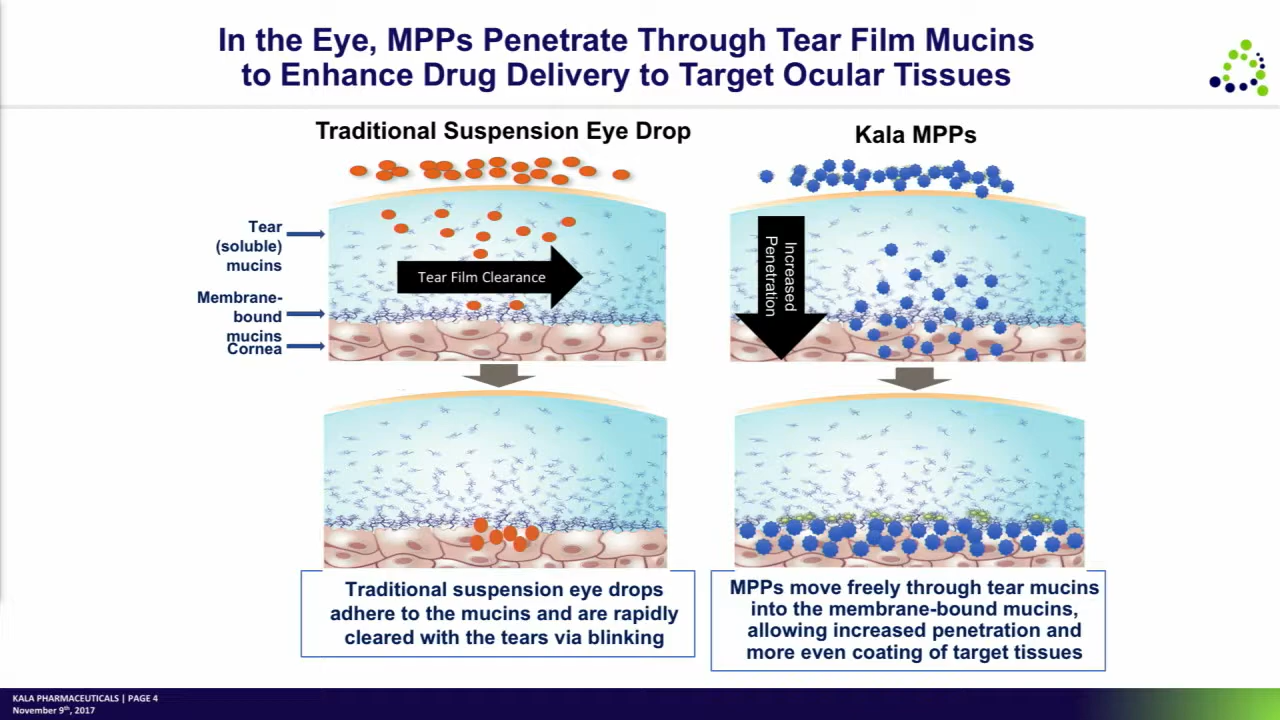 In the Eye, MPPs Penetrate Through Tear Film Mucins
to Enhance Drug Delivery to Target Ocular Tissues
Traditional Suspension Eye Drop
Kala MPPs
Tear
(soluble)
mucins
Membrane-
bound
mucins
Cornea
Tear Film Clearance
Increased
Penetration
Traditional suspension eye drops
adhere to the mucins and are rapidly
cleared with the tears via blinking
MPPs move freely through tear mucins
into the membrane-bound mucins,
allowing increased penetration and
more even coating of target tissues
KALA PHARMACEUTICALS | PAGE 4
November 9th, 2017